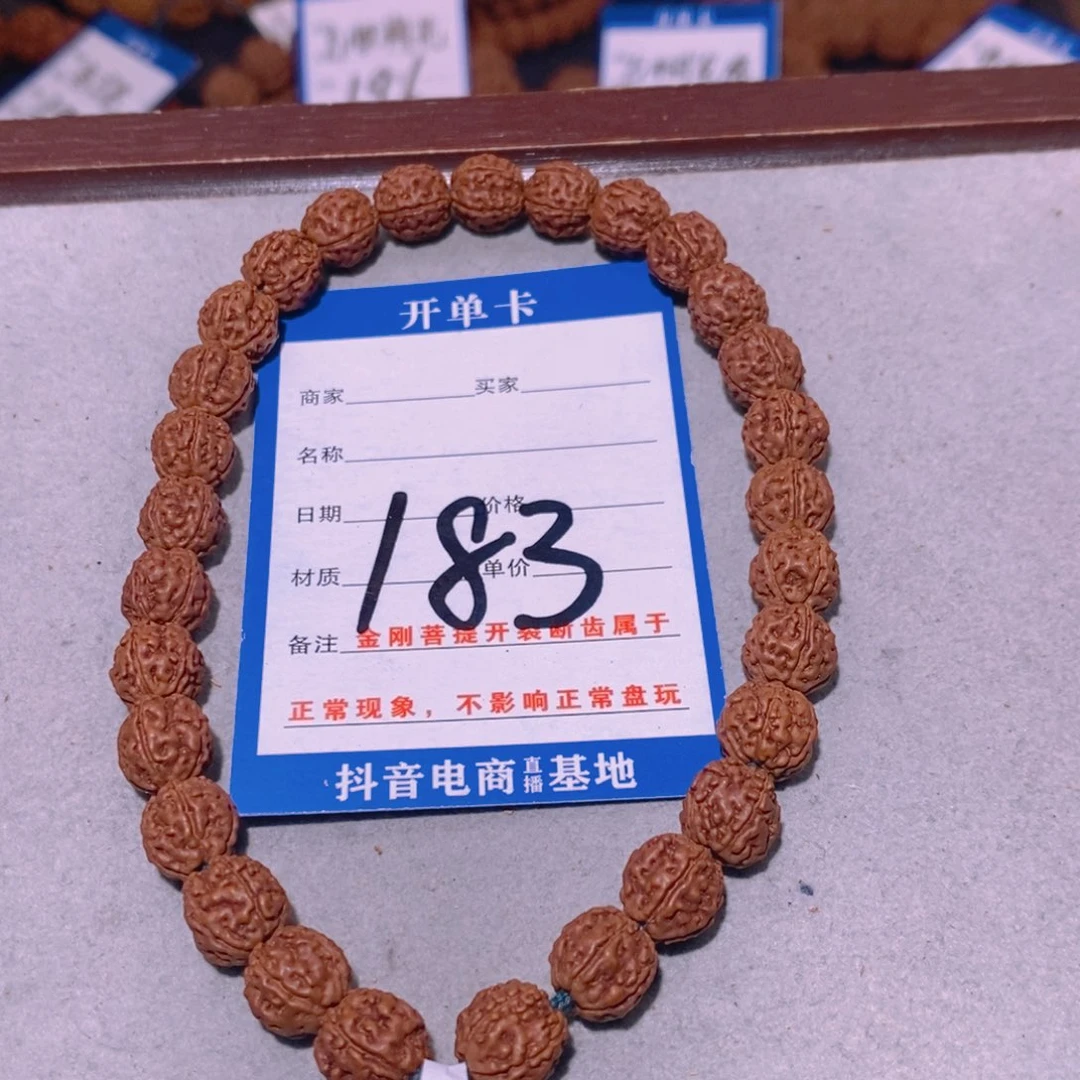 开单卡
商家 买家
名称
日期 价格
183
材质 单价
备注 金刚菩提开裂断齿属于
正常现象，不影响正常盘玩
抖音电商直播基地